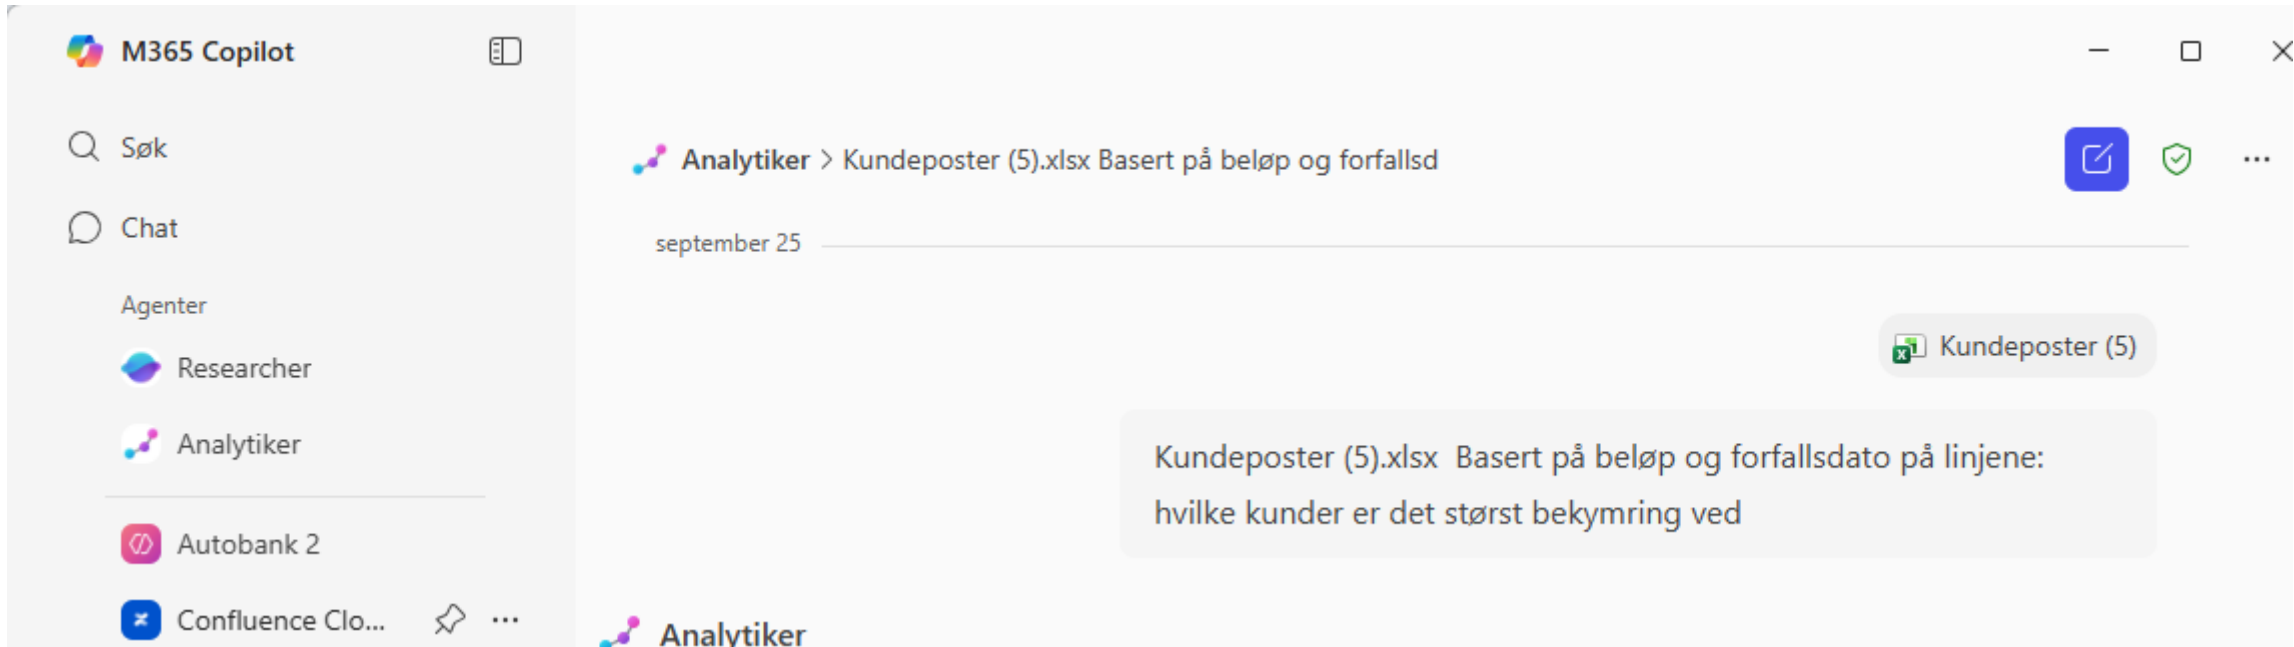 M365 Copilot
Søk
Chat
Agenter
Researcher
Analytiker
Autobank 2
Confluence Clo...
Analytiker > Kundeposter (5).xlsx Basert på beløp og forfallsd
september 25
Kundeposter (5)
Kundeposter (5).xlsx  Basert på beløp og forfallsdato på linjene:
hvilke kunder er det størst bekymring ved
Analytiker